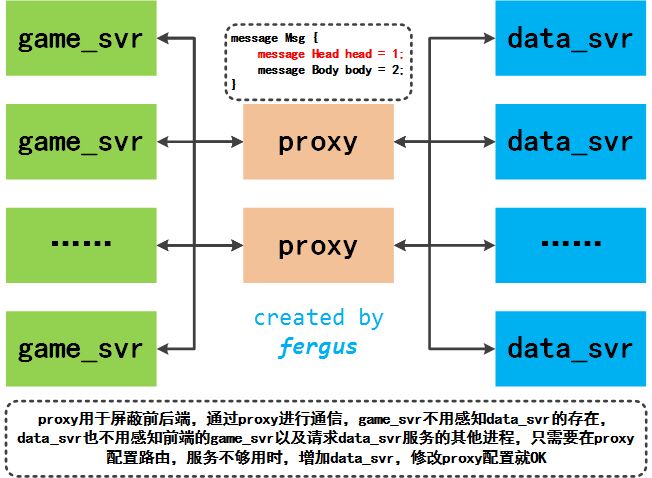 game_svr
message Msg {
message Head head = 1;
message Body body = 2;
}
data_svr
game_svr
proxy
data_svr
……
proxy
……
game_svr
created by
fergus
data_svr
proxy用于屏蔽前后端，通过proxy进行通信，game_svr不用感知data_svr的存在，
data_svr也不用感知前端的game_svr以及请求data_svr服务的其他进程，只需要在proxy
配置路由，服务不够用时，增加data_svr，修改proxy配置就OK